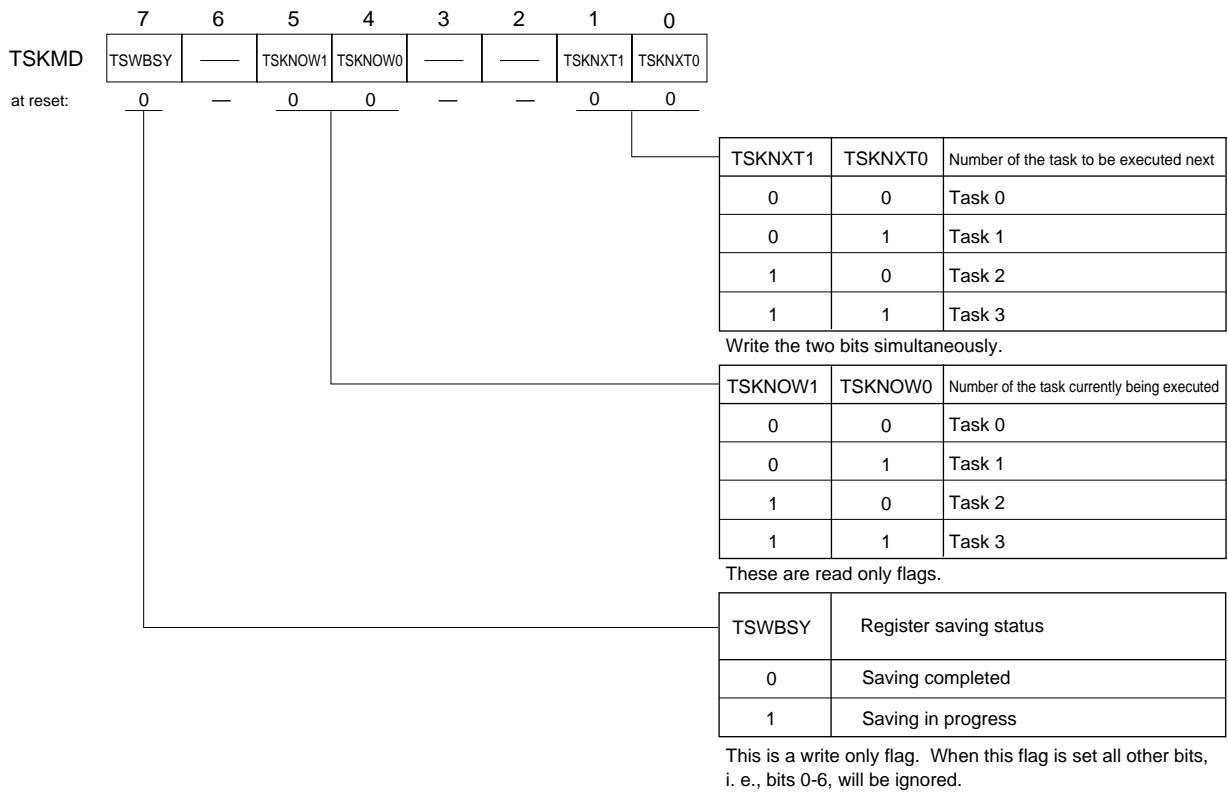 7 6 5 4 3 2 1 0
TSKMD TSWBSY — TSKNOW1 TSKNOW0 — — TSKNXT1 TSKNXT0
at reset: 0 — 0 0 — — 0 0
TSKNXT1 TSKNXT0 Number of the task to be executed next
0 0 Task 0
0 1 Task 1
1 0 Task 2
1 1 Task 3
Write the two bits simultaneously.
TSKNOW1 TSKNOW0 Number of the task currently being executed
0 0 Task 0
0 1 Task 1
1 0 Task 2
1 1 Task 3
These are read only flags.
TSWBSY Register saving status
0 Saving completed
1 Saving in progress
This is a write only flag. When this flag is set all other bits,
i. e., bits 0-6, will be ignored.